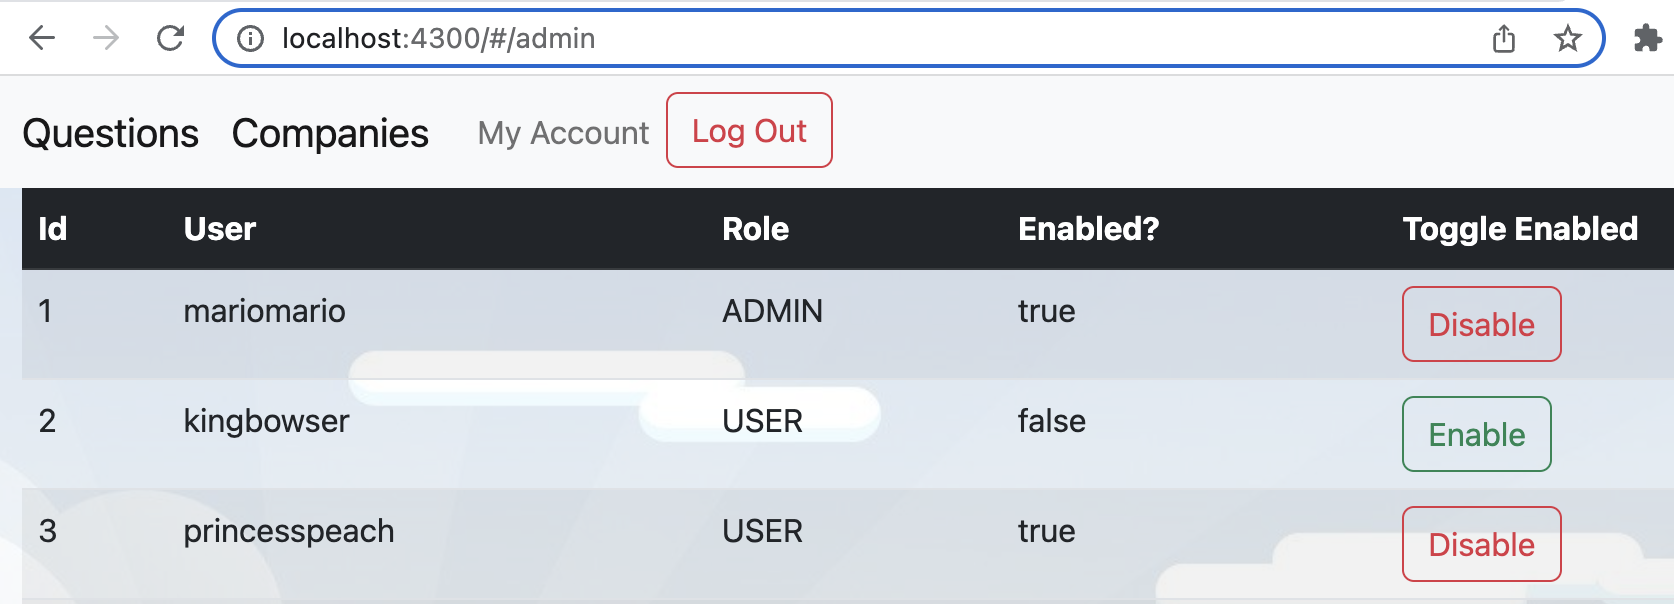 localhost:4300/#/admin
Questions Companies My Account Log Out
Id User Role Enabled? Toggle Enabled
1 mariomario ADMIN true Disable
2 kingbowser USER false Enable
3 princesspeach USER true Disable